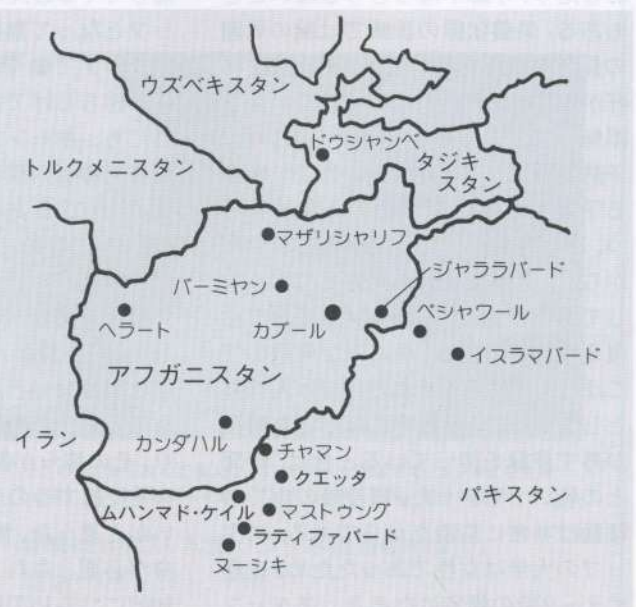 ウズベキスタン
ドウシャンベ
タジキ
スタン
トルクメニスタン
マザリシャリフ
ジャララバード
バーミヤン
ペシャワール
ヘラート
カブール
イスラマバード
アフガニスタン
カンダハル
イラン
チャマン
クエッタ
パキスタン
ムハンマド・ケイル
マストウング
ラティファバード
ヌーシキ